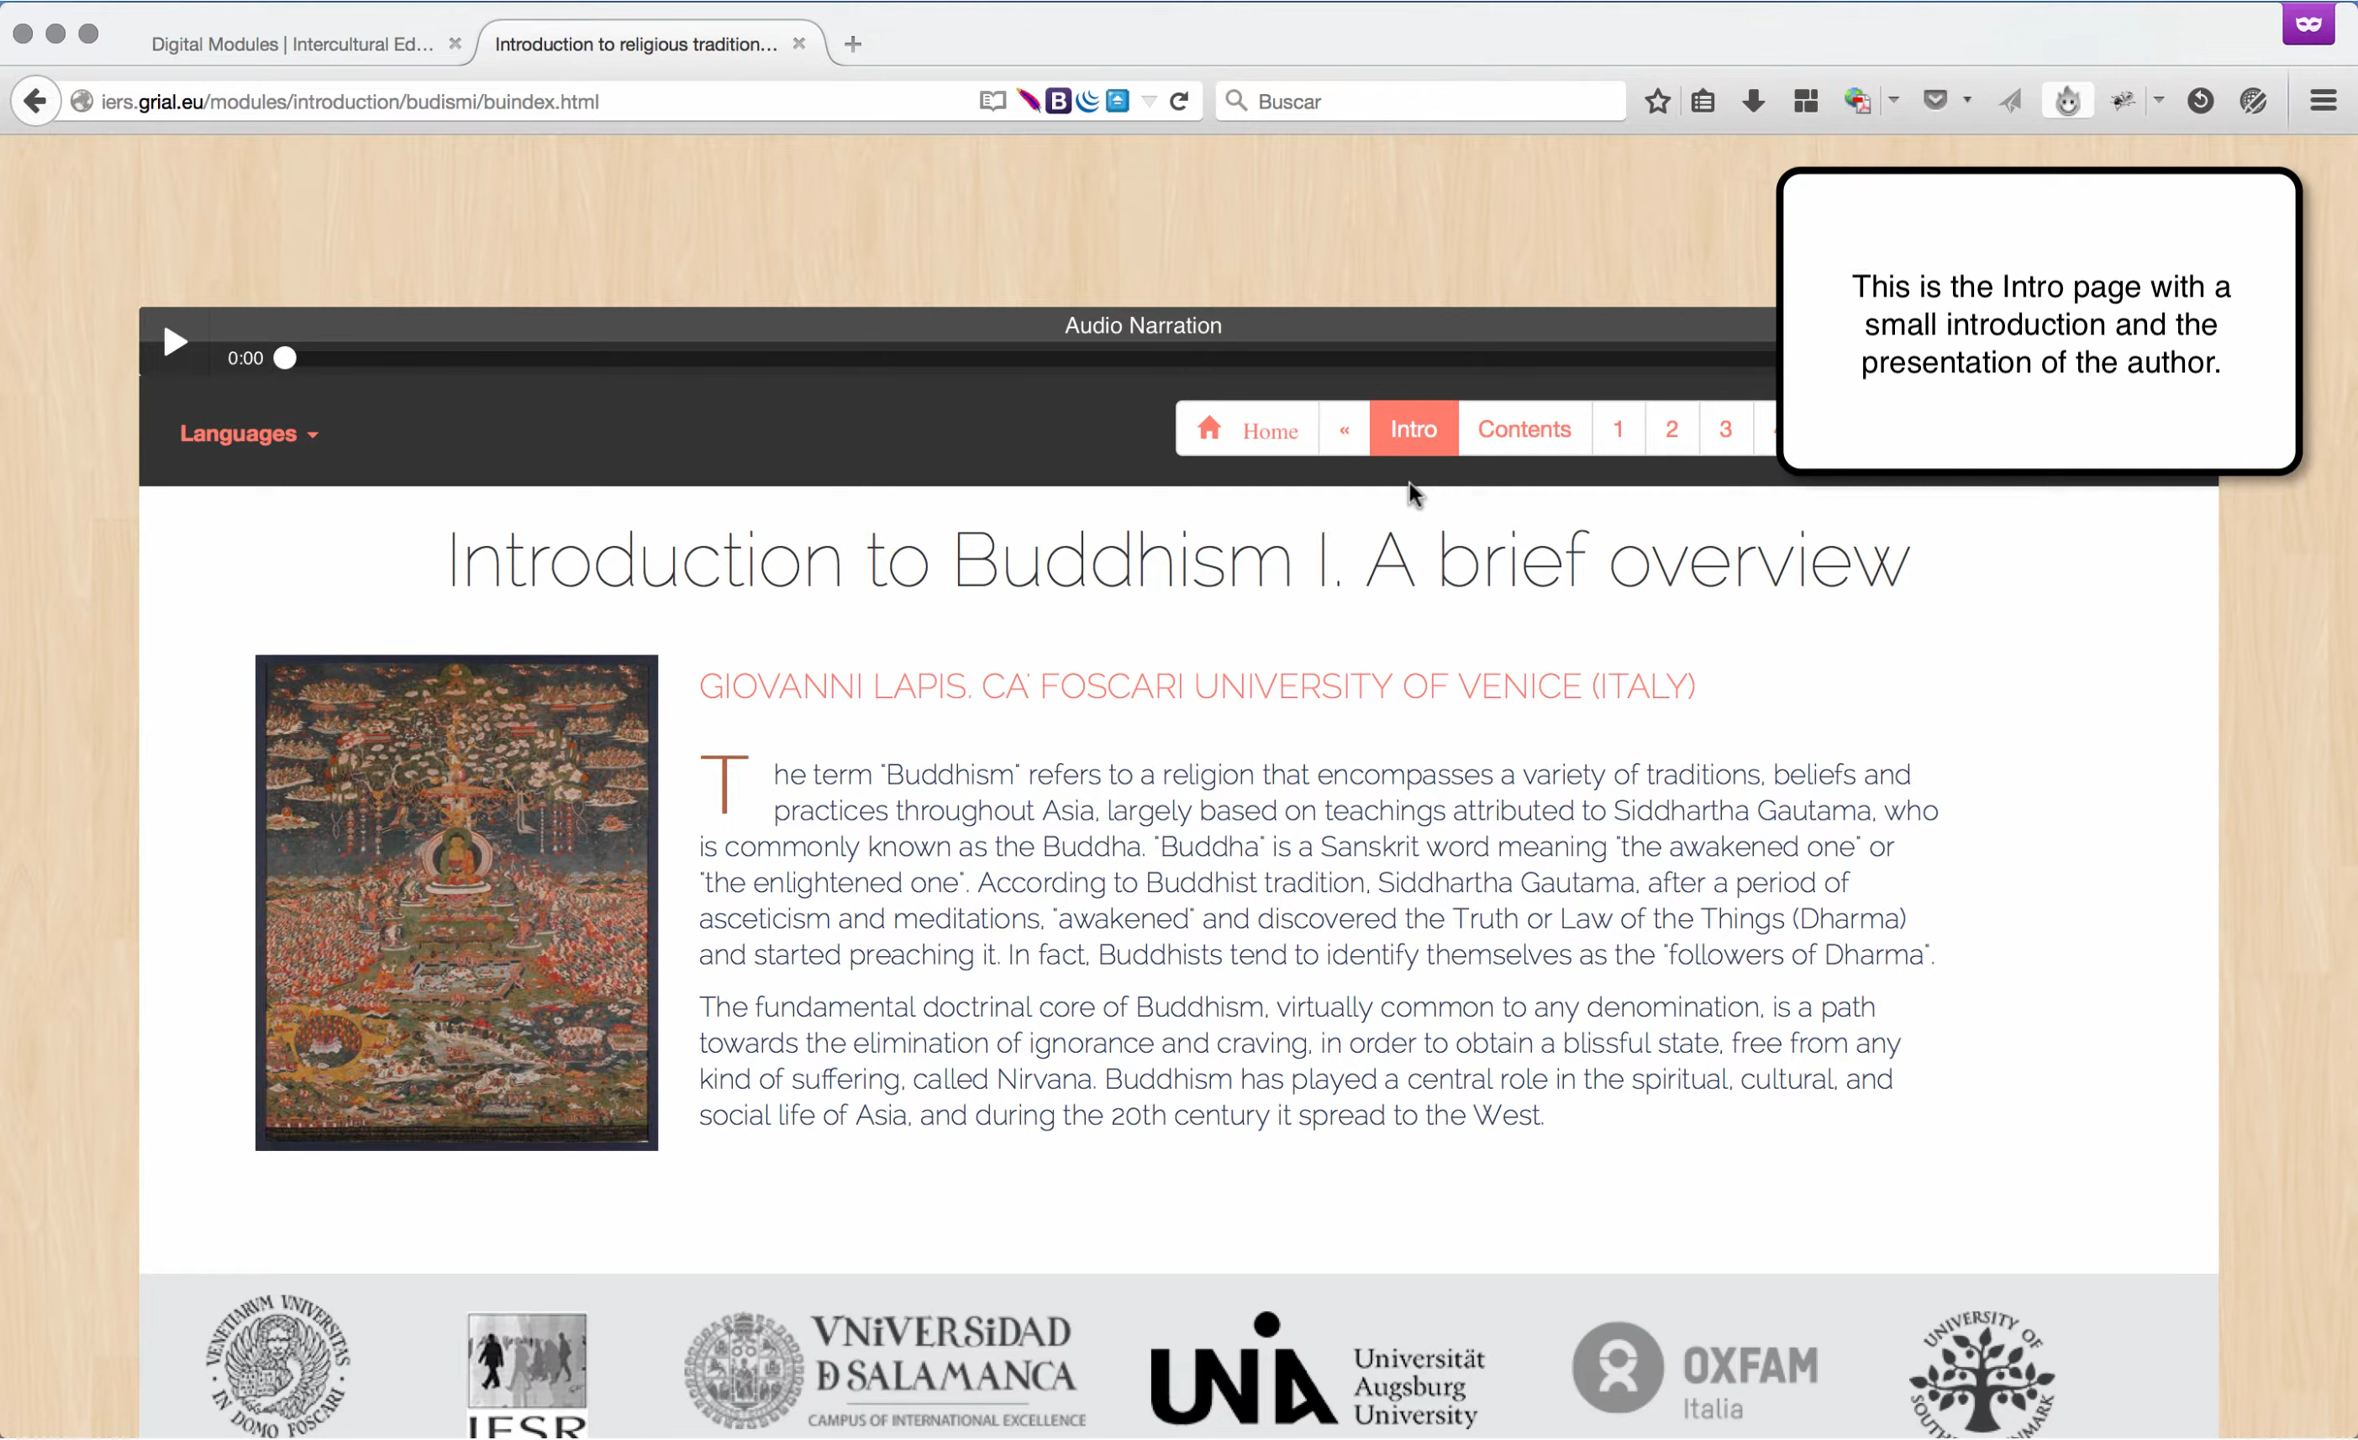 Digital Modules | Intercultural Ed...
Introduction to religious tradition...
iers.grial.eu/modules/introduction/budismi/buindex.html
Buscar
This is the Intro page with a
small introduction and the
presentation of the author.
Audio Narration
0:00
Languages
Home « Intro Contents 1 2 3
Introduction to Buddhism I. A brief overview
GIOVANNI LAPIS. CA' FOSCARI UNIVERSITY OF VENICE (ITALY)
The term "Buddhism" refers to a religion that encompasses a variety of traditions, beliefs and
practices throughout Asia, largely based on teachings attributed to Siddhartha Gautama, who
is commonly known as the Buddha. "Buddha" is a Sanskrit word meaning "the awakened one" or
"the enlightened one". According to Buddhist tradition, Siddhartha Gautama, after a period of
asceticism and meditations, "awakened" and discovered the Truth or Law of the Things (Dharma)
and started preaching it. In fact, Buddhists tend to identify themselves as the "followers of Dharma".
The fundamental doctrinal core of Buddhism, virtually common to any denomination, is a path
towards the elimination of ignorance and craving, in order to obtain a blissful state, free from any
kind of suffering, called Nirvana. Buddhism has played a central role in the spiritual, cultural, and
social life of Asia, and during the 20th century it spread to the West.
VENETIARVM VNIVERSITAS
IN DOMO FOSCARI
IESR
VNiVERSiDAD
D SALAMANCA
CAMPUS OF INTERNATIONAL EXCELLENCE
UNIA
Universität
Augsburg
University
OXFAM
Italia
UNIVERSITY OF